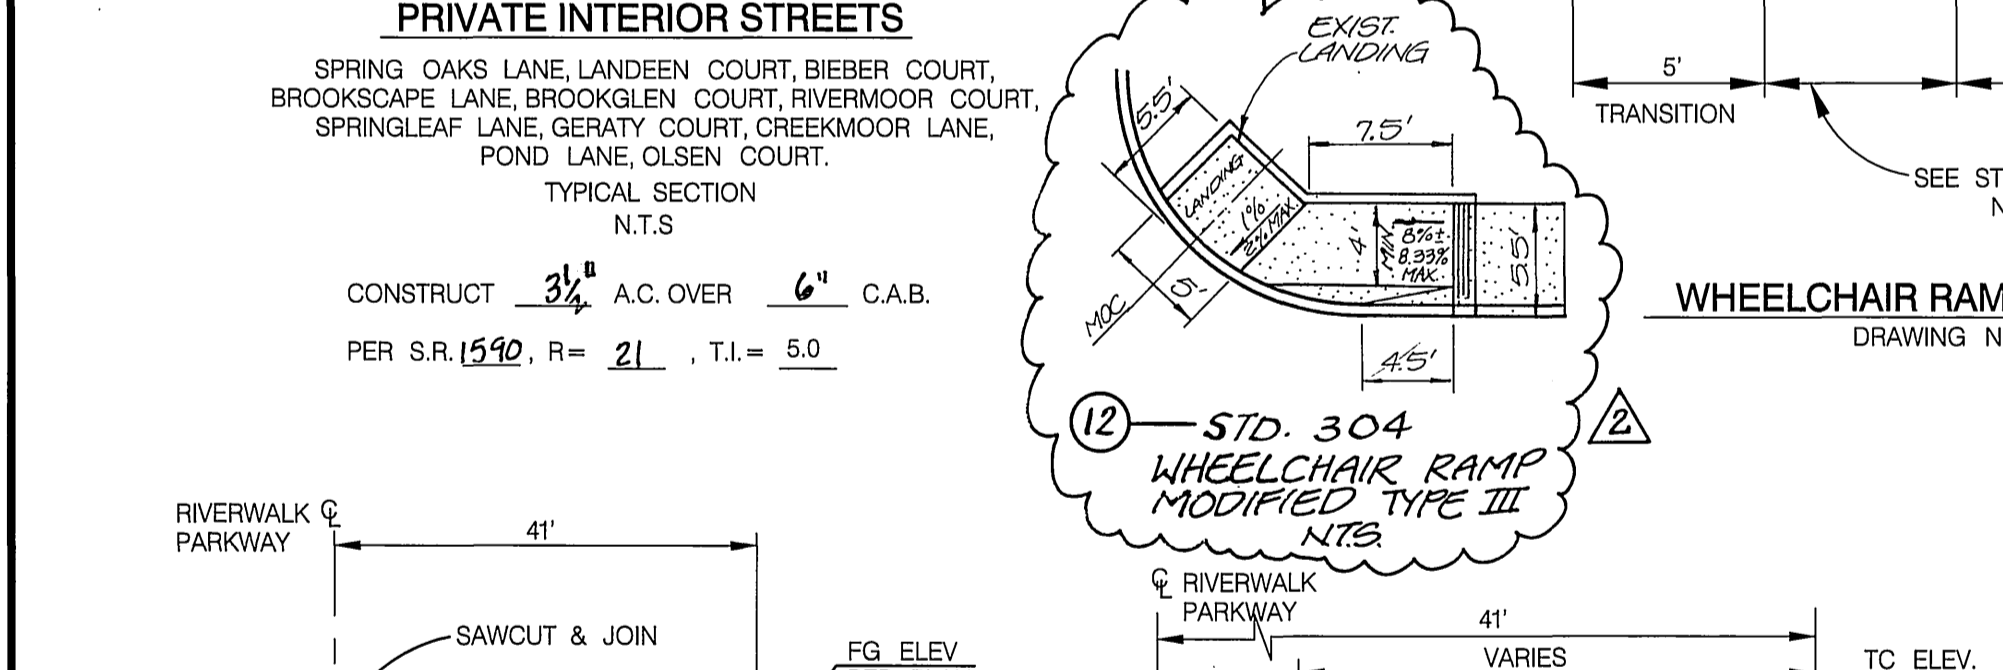 PRIVATE INTERIOR STREETS
SPRING OAKS LANE, LANDEEN COURT, BIEBER COURT,
BROOKSCAPE LANE, BROOKGLEN COURT, RIVERMOOR COURT,
SPRINGLEAF LANE, GERATY COURT, CREEKMOOR LANE,
POND LANE, OLSEN COURT.
TYPICAL SECTION
N.T.S
CONSTRUCT 3½" A.C. OVER 6" C.A.B.
PER S.R. 1590, R= 21 , T.I.= 5.0
EXIST.
LANDING
5.5'
7.5'
LANDING
1%
2% MAX.
4'
MIN
8%±
8.33%
MAX.
5.5'
MOC
5'
4.5'
12 STD. 304
WHEELCHAIR RAMP
MODIFIED TYPE III
N.T.S.
2
5'
TRANSITION
SEE ST
N
WHEELCHAIR RAM
DRAWING N
RIVERWALK ℄
PARKWAY
41'
SAWCUT & JOIN
FG ELEV
℄ RIVERWALK
PARKWAY
41'
VARIES
TC ELEV.